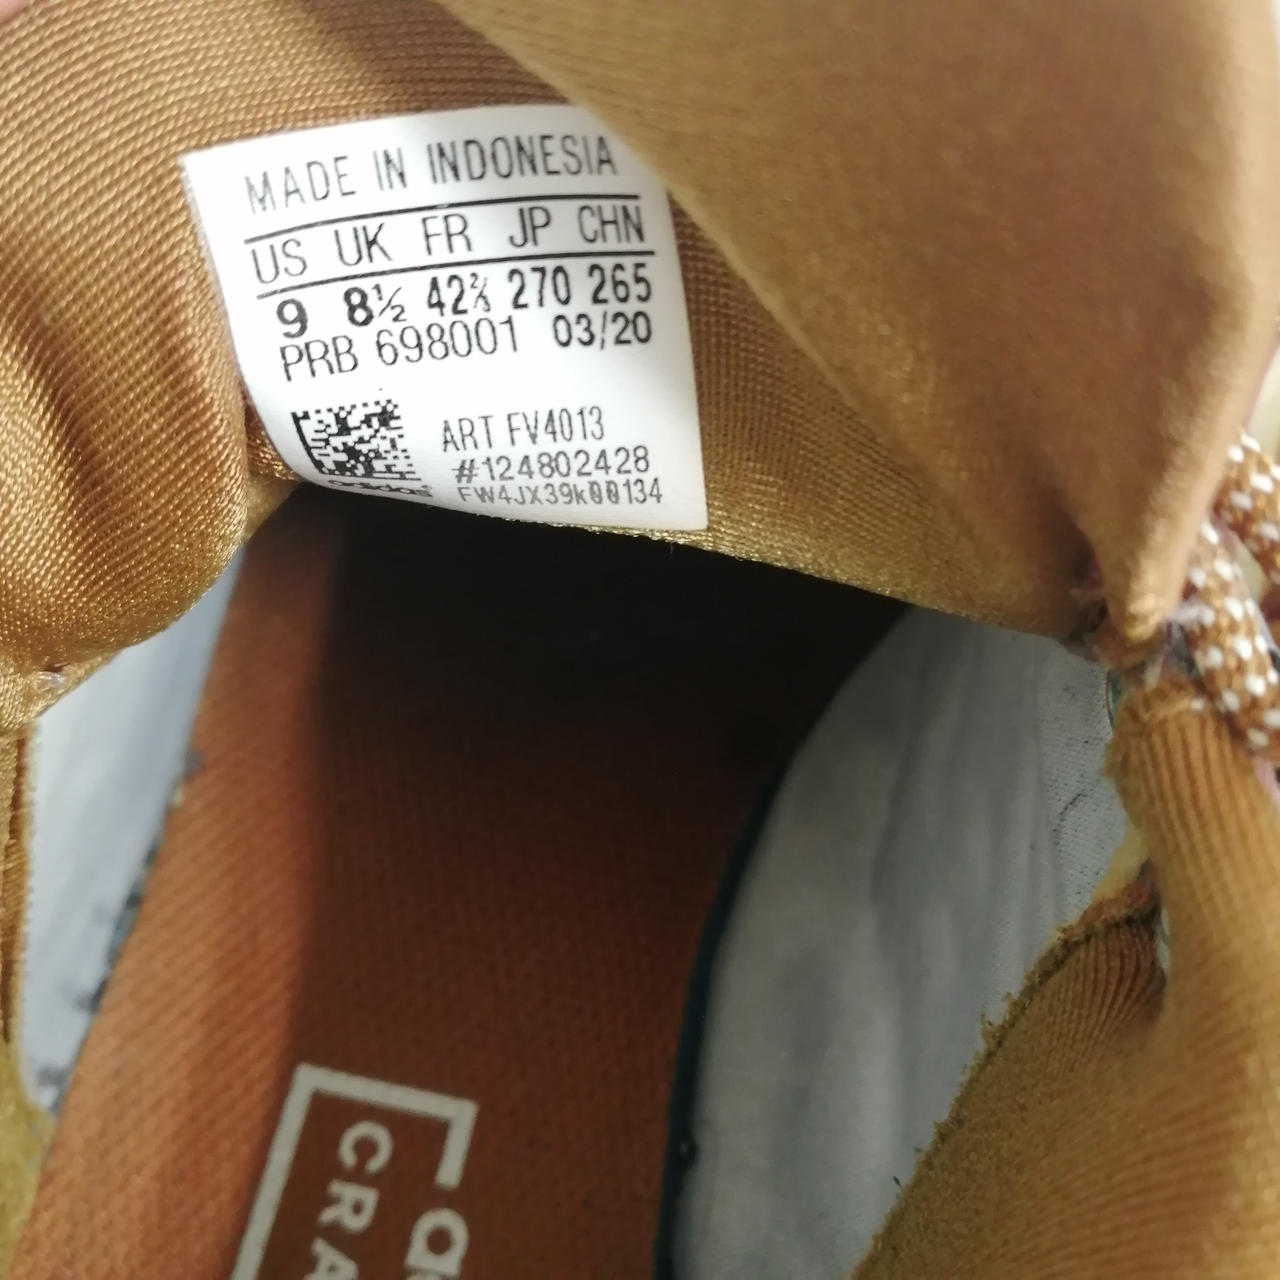 MADE IN INDONESIA
US UK FR JP CHN
9 8½ 42⅔ 270 265
PRB 698001 03/20
ART FV4013
#124802428
FW4JX39k00134
adidas
CRA